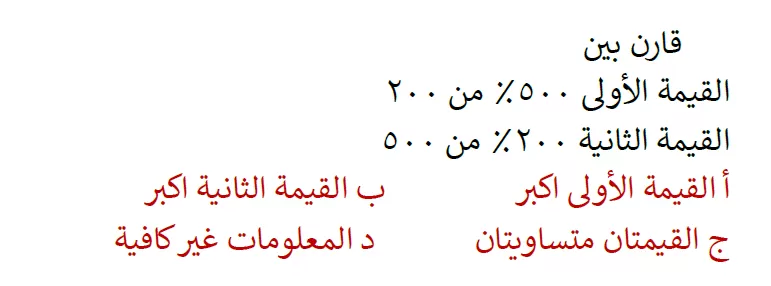 قارن بين
القيمة الأولى ٥٠٠٪ من ٢٠٠
القيمة الثانية ٢٠٠٪ من ٥٠٠
أ القيمة الأولى اكبر ب القيمة الثانية اكبر
ج القيمتان متساويتان د المعلومات غير كافية